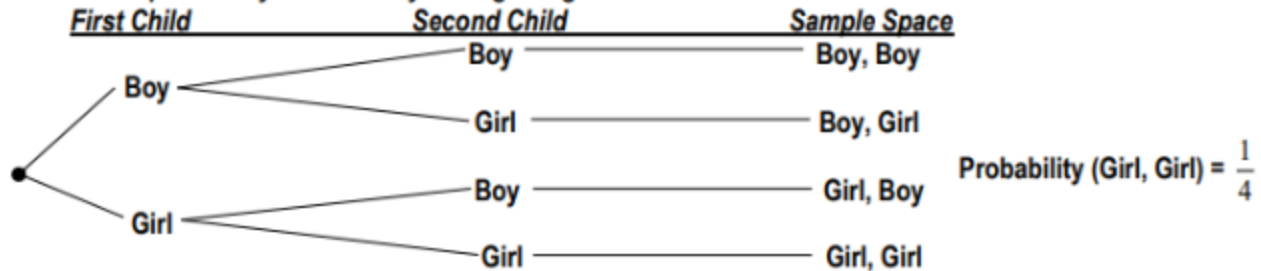 First Child Second Child Sample Space
Boy Boy, Boy
Boy
Girl Boy, Girl
Probability (Girl, Girl) = 1/4
Boy Girl, Boy
Girl
Girl Girl, Girl